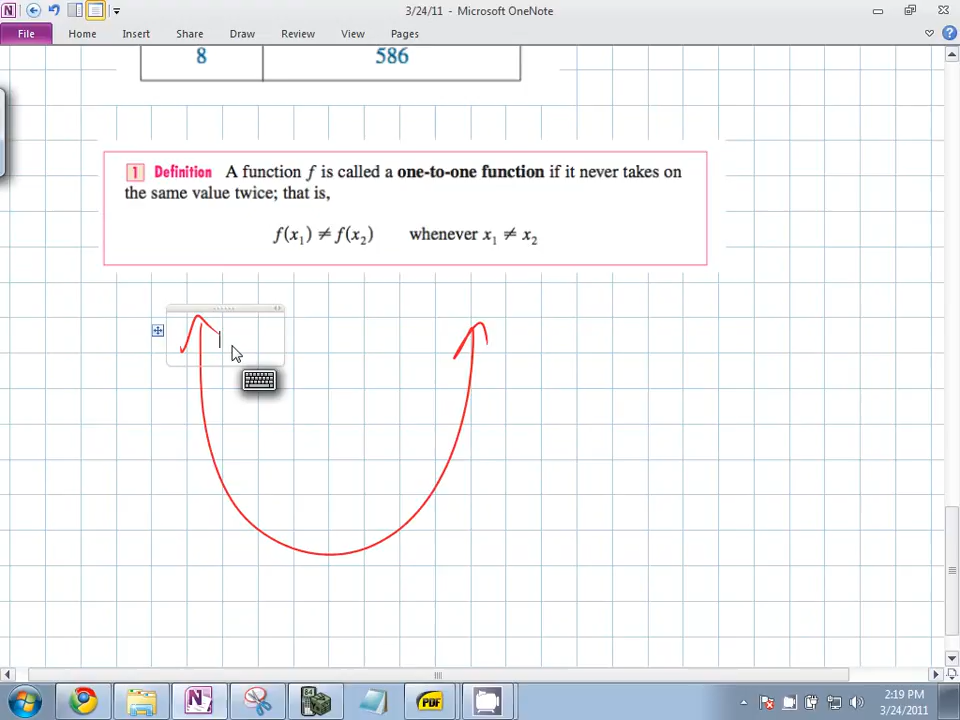 3/24/11 - Microsoft OneNote
File Home Insert Share Draw Review View Pages
8 586
1 Definition A function f is called a one-to-one function if it never takes on
the same value twice; that is,
f(x₁) ≠ f(x₂) whenever x₁ ≠ x₂
PDF
2:19 PM
3/24/2011